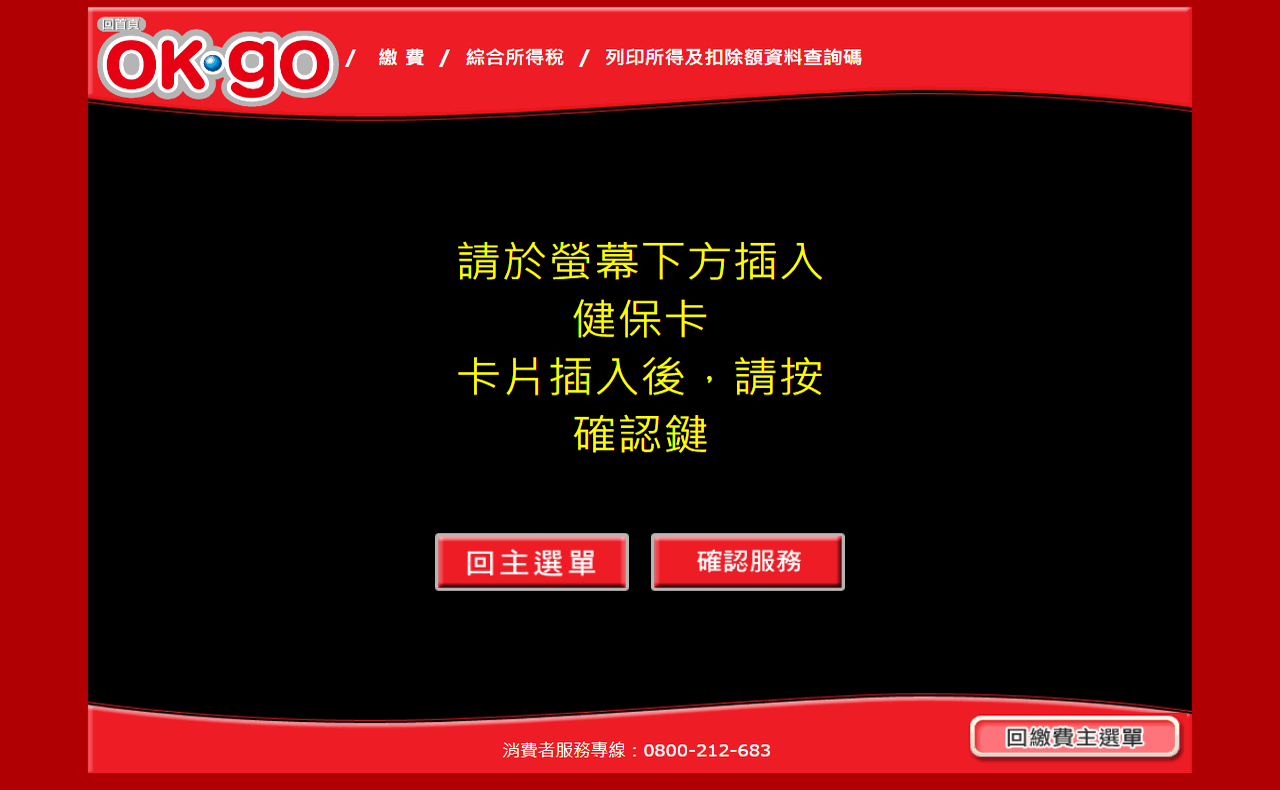 回首頁
OK·go / 繳 費 / 綜合所得稅 / 列印所得及扣除額資料查詢碼
請於螢幕下方插入
健保卡
卡片插入後，請按
確認鍵
回主選單 確認服務
消費者服務專線：0800-212-683
回繳費主選單